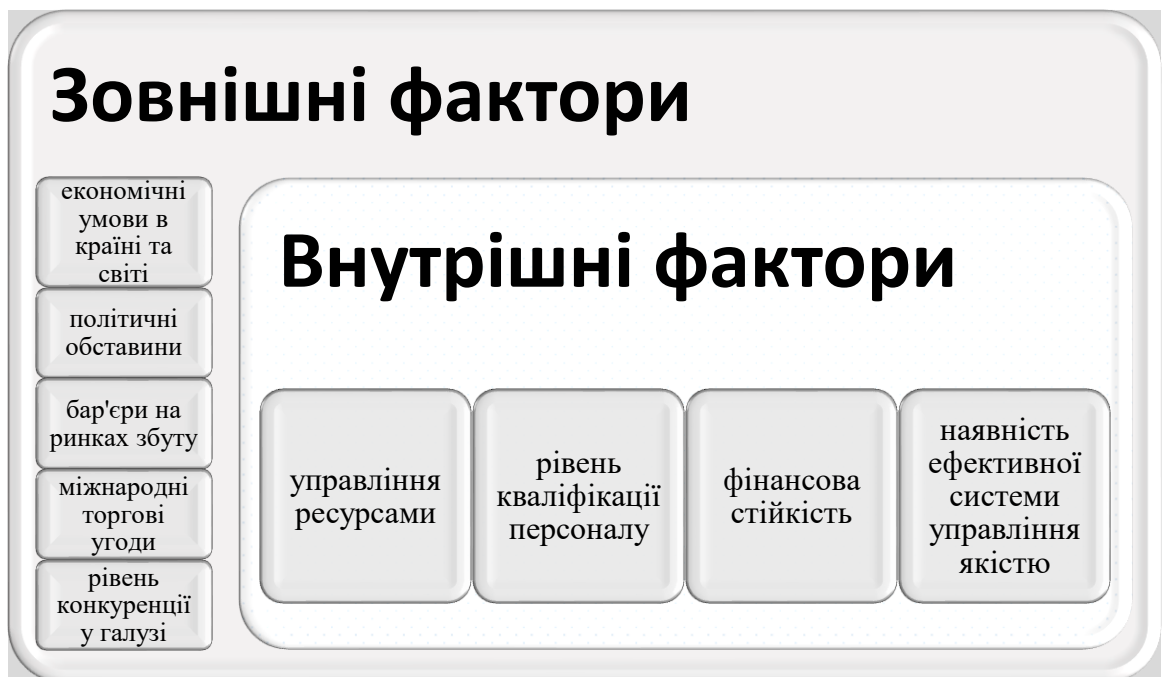 Зовнішні фактори
економічні
умови в
країні та
світі
політичні
обставини
бар'єри на
ринках збуту
міжнародні
торгові
угоди
рівень
конкуренції
у галузі
Внутрішні фактори
управління
ресурсами
рівень
кваліфікації
персоналу
фінансова
стійкість
наявність
ефективної
системи
управління
якістю